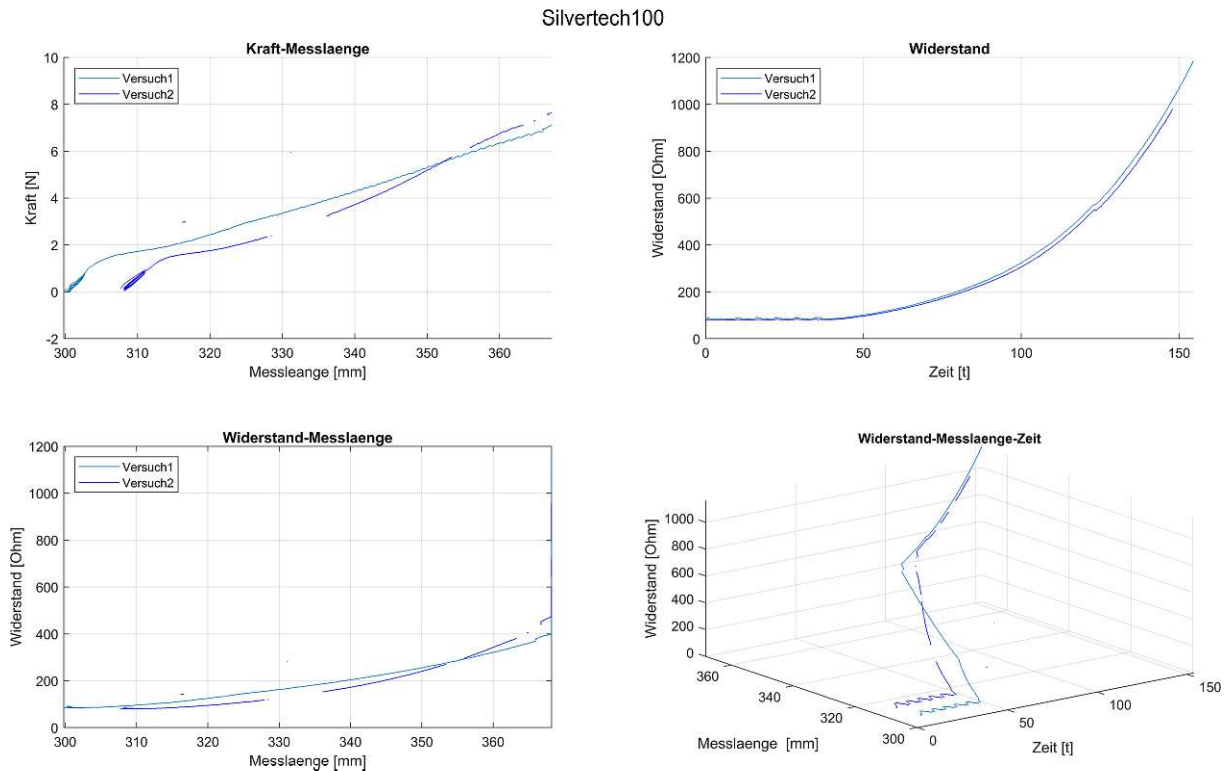 Silvertech100
Kraft-Messlaenge
10
8
6
4
2
0
-2
Kraft [N]
Versuch1
Versuch2
300
310
320
330
340
350
360
Messleange [mm]
Widerstand
1200
1000
800
600
400
200
0
Widerstand [Ohm]
Versuch1
Versuch2
0
50
100
150
Zeit [t]
Widerstand-Messlaenge
1200
1000
800
600
400
200
0
Widerstand [Ohm]
Versuch1
Versuch2
300
310
320
330
340
350
360
Messlaenge [mm]
Widerstand-Messlaenge-Zeit
1000
800
600
400
200
0
Widerstand [Ohm]
360
340
320
300
Messlaenge [mm]
0
50
100
150
Zeit [t]